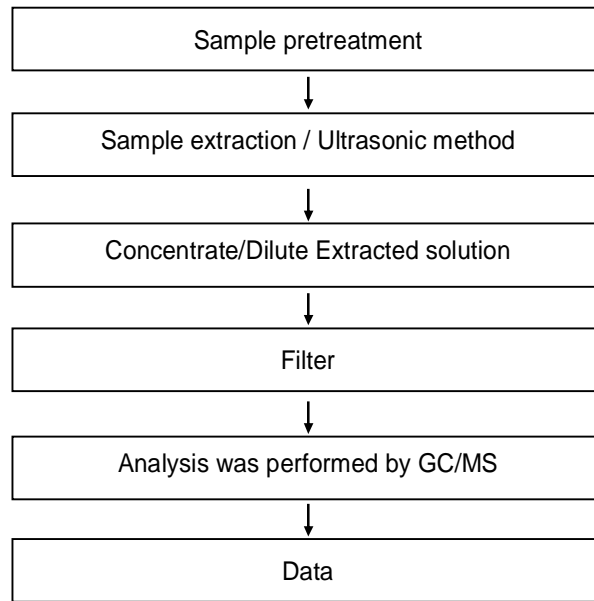 Sample pretreatment
Sample extraction / Ultrasonic method
Concentrate/Dilute Extracted solution
Filter
Analysis was performed by GC/MS
Data